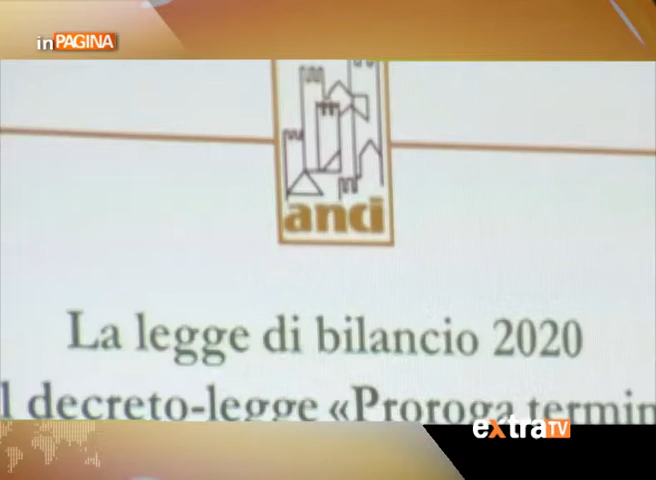 inPAGINA
anci
La legge di bilancio 2020
l decreto-legge «Proroga termin
extraTV